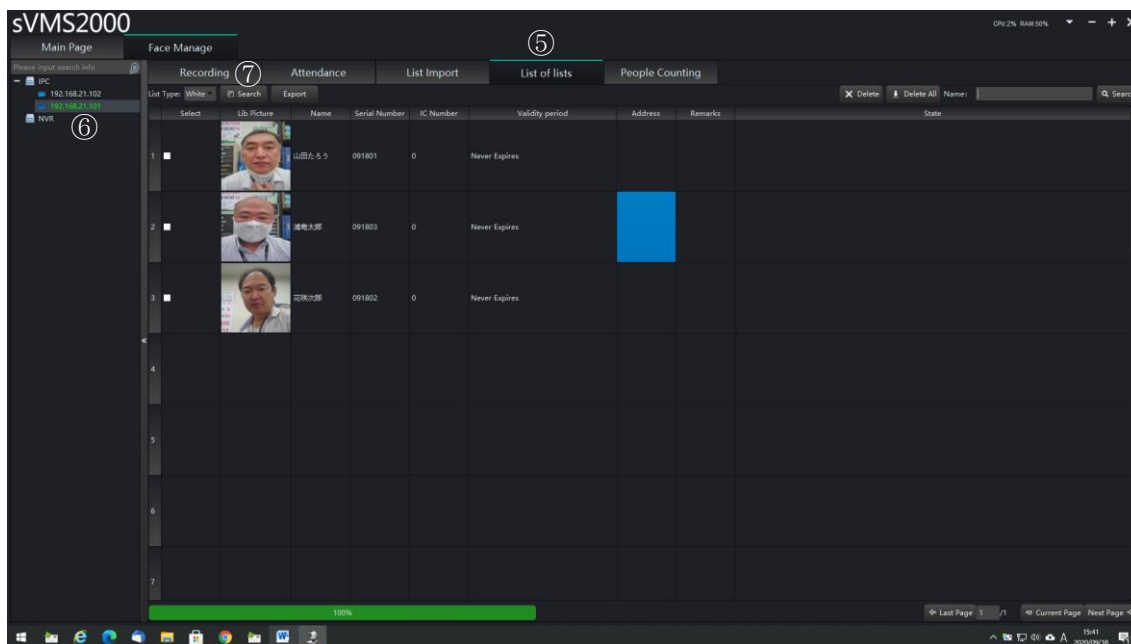 sVMS2000
CPU:2% RAM:50%
Main Page Face Manage
⑤
Please input search info
Recording Attendance List Import List of lists People Counting
⑦
IPC
192.168.21.102
192.168.21.101
NVR
⑥
List Type: White Search Export
Delete Delete All Name: Searc
Select Lib Picture Name Serial Number IC Number Validity period Address Remarks State
1 山田たろう 091801 0 Never Expires
2 浦島太郎 091803 0 Never Expires
3 花咲次郎 091802 0 Never Expires
4
5
6
7
100%
Last Page 1 /1 Current Page Next Page
A 15:41
2020/09/18